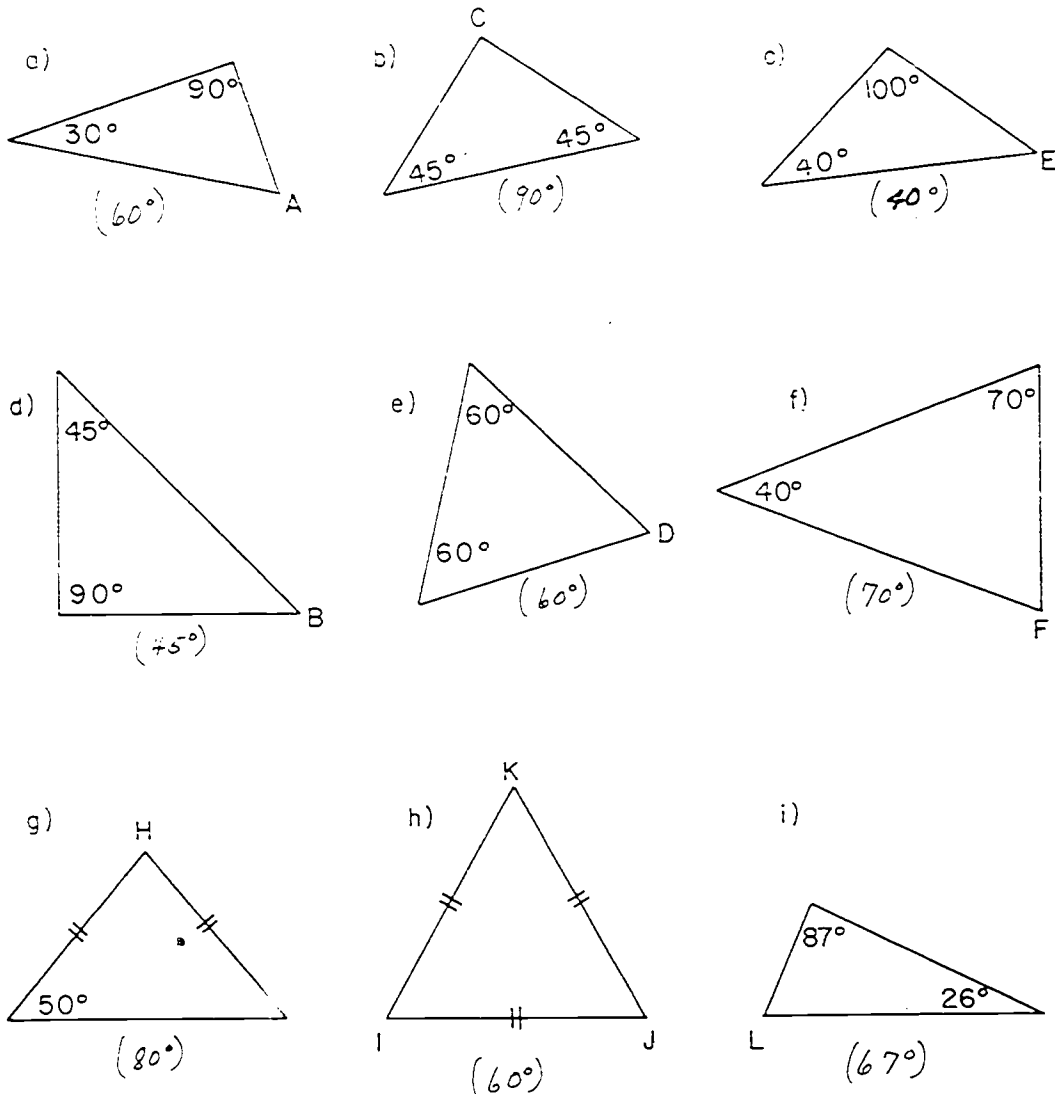 a)
90°
30°
A
(60°)
b)
C
45°
45°
(90°)
c)
100°
40°
E
(40°)
d)
45°
90°
B
(45°)
e)
60°
60°
D
(60°)
f)
70°
40°
(70°)
F
g)
H
50°
(80°)
h)
K
I
J
(60°)
i)
87°
26°
L
(67°)